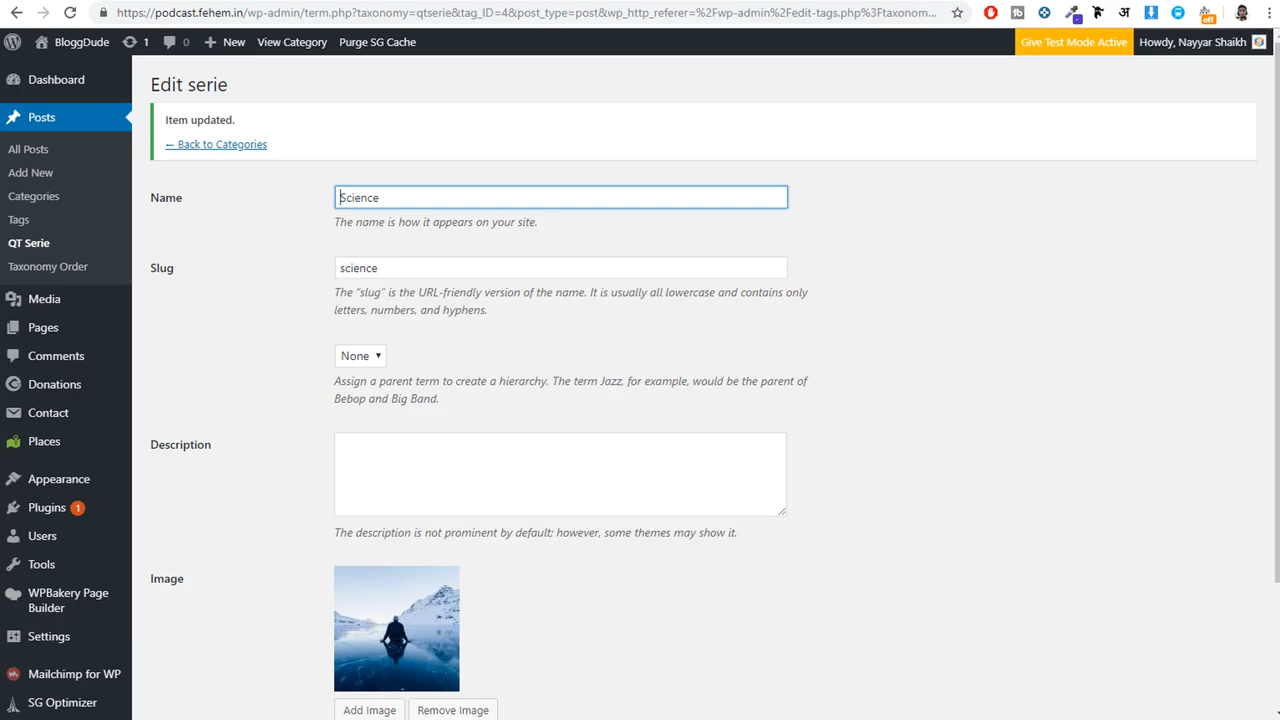 https://podcast.fehem.in/wp-admin/term.php?taxonomy=qtserie&tag_ID=4&post_type=post&wp_http_referer=%2Fwp-admin%2Fedit-tags.php%3Ftaxonom...
off
BloggDude
1
0
New
View Category
Purge SG Cache
Give Test Mode Active
Howdy, Nayyar Shaikh
Dashboard
Posts
All Posts
Add New
Categories
Tags
QT Serie
Taxonomy Order
Media
Pages
Comments
Donations
Contact
Places
Appearance
Plugins 1
Users
Tools
WPBakery Page
Builder
Settings
Mailchimp for WP
SG Optimizer
Edit serie
Item updated.
← Back to Categories
Name
Science
The name is how it appears on your site.
Slug
science
The “slug” is the URL-friendly version of the name. It is usually all lowercase and contains only
letters, numbers, and hyphens.
None
Assign a parent term to create a hierarchy. The term Jazz, for example, would be the parent of
Bebop and Big Band.
Description
The description is not prominent by default; however, some themes may show it.
Image
Add Image
Remove Image